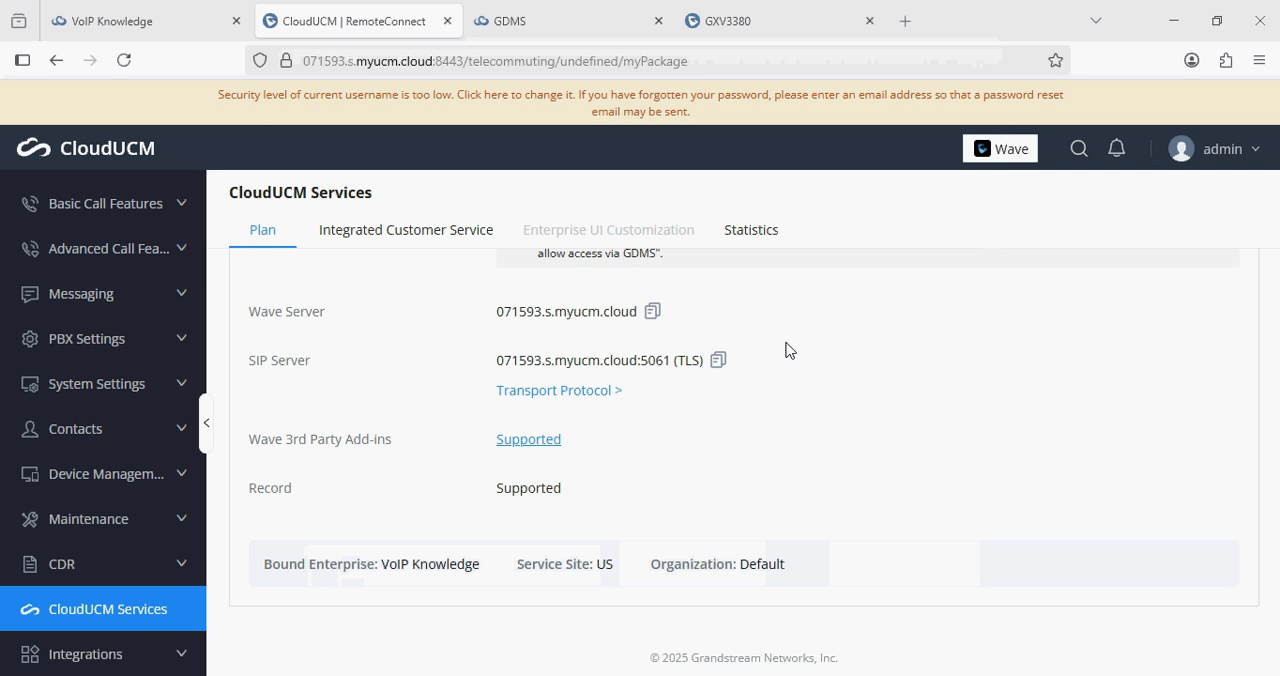 VoIP Knowledge
CloudUCM | RemoteConnect
GDMS
GXV3380
071593.s.myucm.cloud:8443/telecommuting/undefined/myPackage
Security level of current username is too low. Click here to change it. If you have forgotten your password, please enter an email address so that a password reset
email may be sent.
CloudUCM
Wave
admin
Basic Call Features
Advanced Call Fea...
Messaging
PBX Settings
System Settings
Contacts
Device Managem...
Maintenance
CDR
CloudUCM Services
Integrations
CloudUCM Services
Plan
Integrated Customer Service
Enterprise UI Customization
Statistics
allow access via GDMS".
Wave Server
071593.s.myucm.cloud
SIP Server
071593.s.myucm.cloud:5061 (TLS)
Transport Protocol >
Wave 3rd Party Add-ins
Supported
Record
Supported
Bound Enterprise: VoIP Knowledge
Service Site: US
Organization: Default
© 2025 Grandstream Networks, Inc.